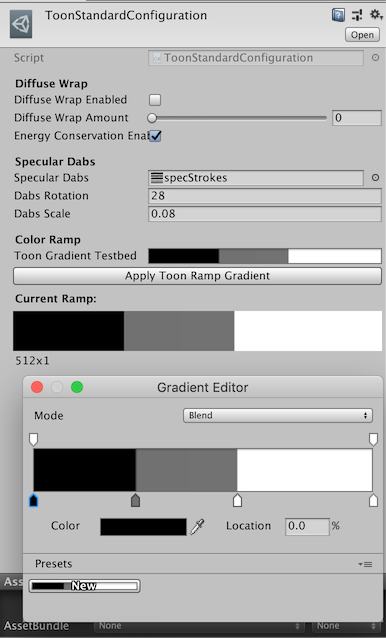 ToonStandardConfiguration
Open
Script ToonStandardConfiguration
Diffuse Wrap
Diffuse Wrap Enabled
Diffuse Wrap Amount 0
Energy Conservation Enat
Specular Dabs
Specular Dabs specStrokes
Dabs Rotation 28
Dabs Scale 0.08
Color Ramp
Toon Gradient Testbed
Apply Toon Ramp Gradient
Current Ramp:
512x1
Gradient Editor
Mode Blend
Color Location 0.0 %
Presets
New
Ass
AssetBundle None None